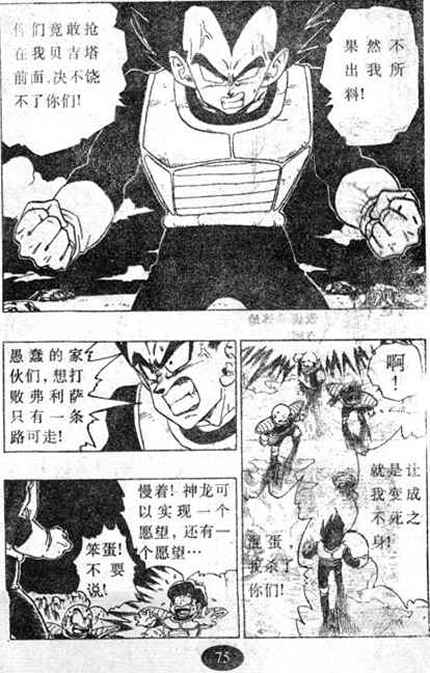 果然不
出我所
料!
你们竟敢抢
在我贝吉塔
前面,决不饶
不了你们!
愚蠢的家
伙们,想打
败弗利萨
只有一条
路可走!
啊!
就是让
我变成
不死之
身!
混蛋,
我杀了
你们!
慢着!神龙可
以实现一个
愿望,还有一
个愿望…
笨蛋!
不要
说!
75